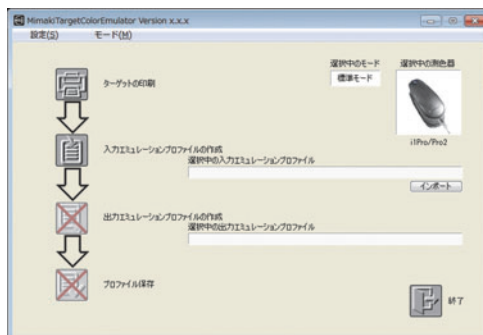 MimakiTargetColorEmulator Version x.x.x
設定(S) モード(M)
選択中のモード 選択中の測色器
標準モード
ターゲットの印刷
i1Pro/Pro2
入力エミュレーションプロファイルの作成
選択中の入力エミュレーションプロファイル
インポート
出力エミュレーションプロファイルの作成
選択中の出力エミュレーションプロファイル
プロファイル保存
終了